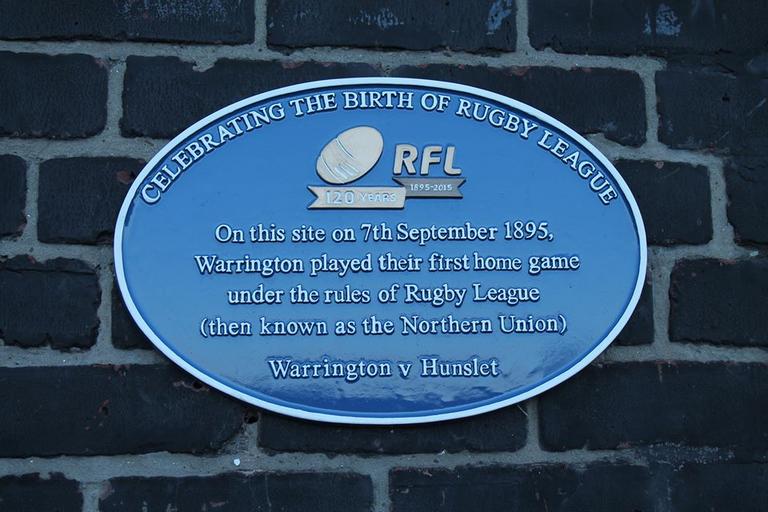 CELEBRATING THE BIRTH OF RUGBY LEAGUE
RFL
120 YEARS
1895-2015
On this site on 7th September 1895,
Warrington played their first home game
under the rules of Rugby League
(then known as the Northern Union)
Warrington v Hunslet